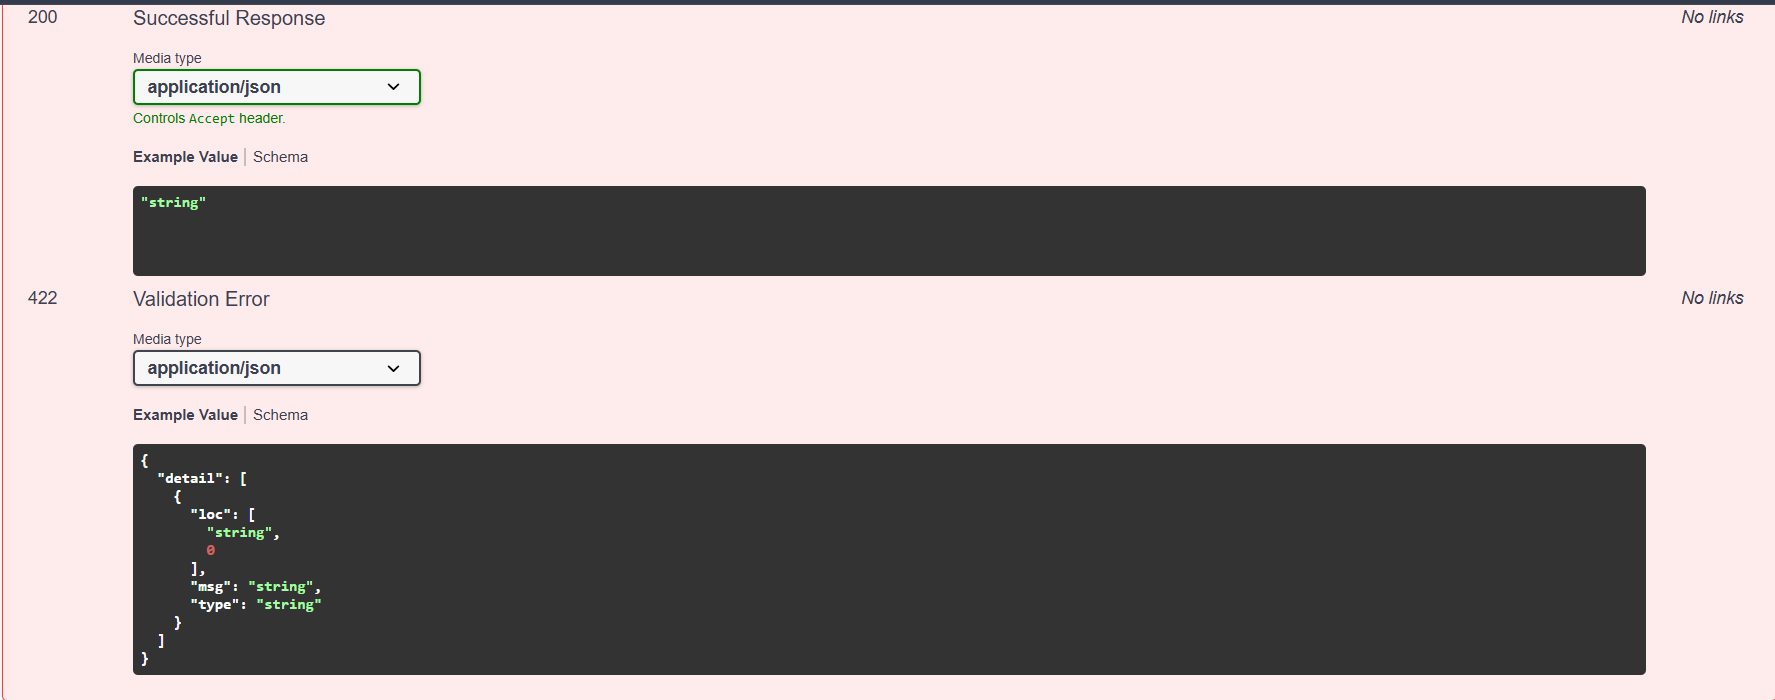 200 Successful Response No links
Media type
application/json
Controls Accept header.
Example Value Schema
"string"
422 Validation Error No links
Media type
application/json
Example Value Schema
{
  "detail": [
    {
      "loc": [
        "string",
        0
      ],
      "msg": "string",
      "type": "string"
    }
  ]
}